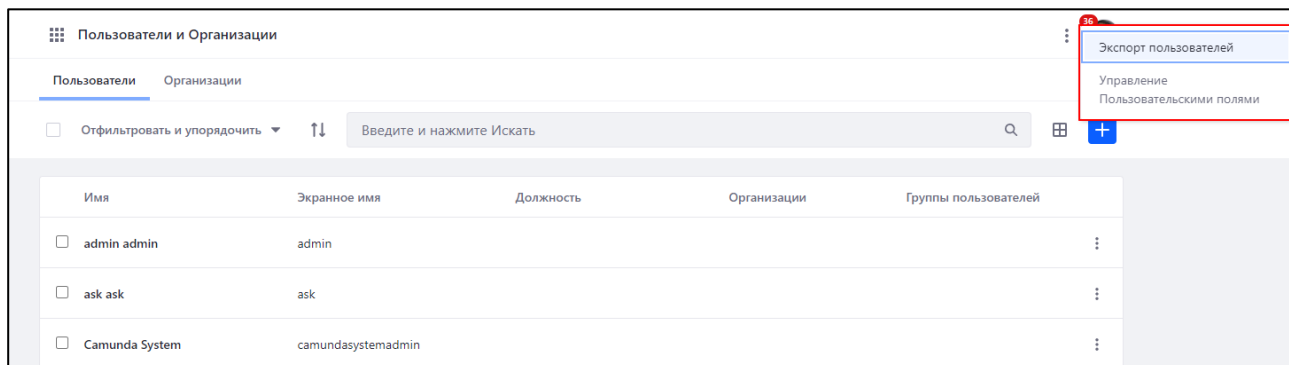 Пользователи и Организации
36
Экспорт пользователей
Управление
Пользовательскими полями
Пользователи Организации
Отфильтровать и упорядочить Введите и нажмите Искать
Имя Экранное имя Должность Организации Группы пользователей
admin admin admin
ask ask ask
Camunda System camundasystemadmin